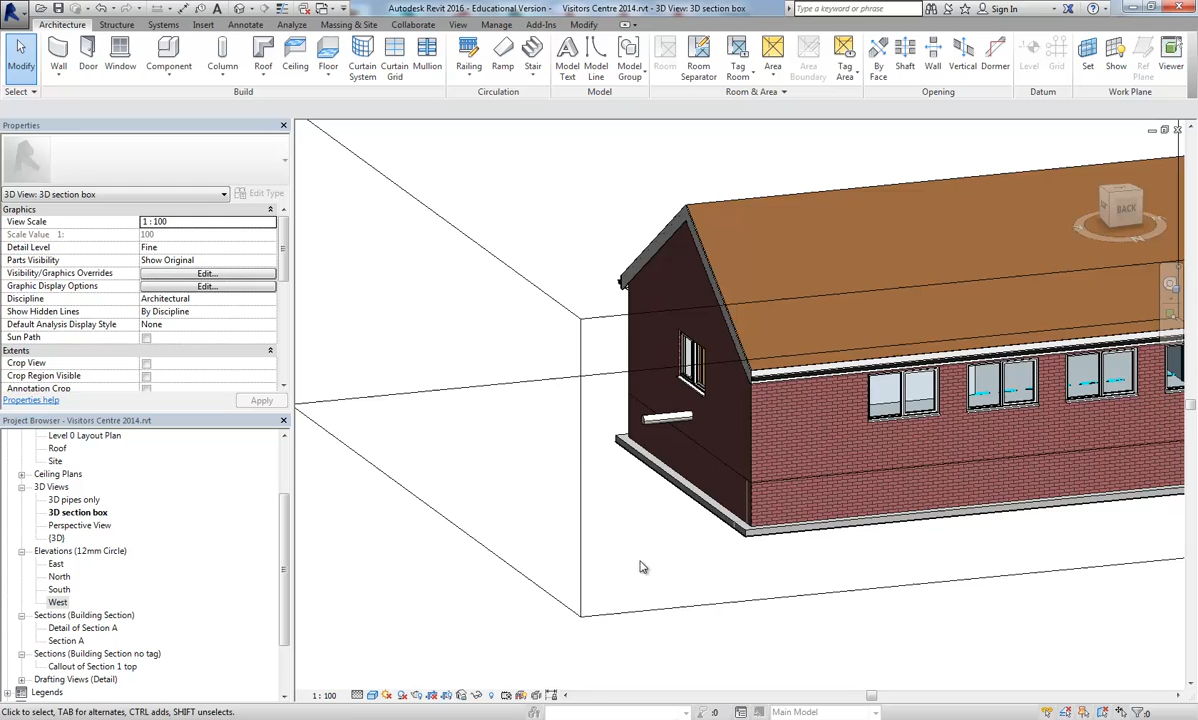 Autodesk Revit 2016 - Educational Version - Visitors Centre 2014.rvt - 3D View: 3D section box
Type a keyword or phrase
Sign In
Architecture Structure Systems Insert Annotate Analyze Massing & Site Collaborate View Manage Add-Ins Modify
Modify Wall Door Window Component Column Roof Ceiling Floor Curtain System Curtain Grid Mullion Railing Ramp Stair Model Text Model Line Model Group Room Room Separator Tag Room Area Area Boundary Tag Area By Face Shaft Wall Vertical Dormer Level Grid Set Show Ref Plane Viewer
Select Build Circulation Model Room & Area Opening Datum Work Plane
Properties
3D View: 3D section box Edit Type
Graphics
View Scale 1 : 100
Scale Value 1: 100
Detail Level Fine
Parts Visibility Show Original
Visibility/Graphics Overrides Edit...
Graphic Display Options Edit...
Discipline Architectural
Show Hidden Lines By Discipline
Default Analysis Display Style None
Sun Path
Extents
Crop View
Crop Region Visible
Annotation Crop
Properties help Apply
Project Browser - Visitors Centre 2014.rvt
Level 0 Layout Plan
Roof
Site
Ceiling Plans
3D Views
3D pipes only
3D section box
Perspective View
{3D}
Elevations (12mm Circle)
East
North
South
West
Sections (Building Section)
Detail of Section A
Section A
Sections (Building Section no tag)
Callout of Section 1 top
Drafting Views (Detail)
Legends
BACK
1 : 100
Click to select, TAB for alternates, CTRL adds, SHIFT unselects.
:0
Main Model
:0